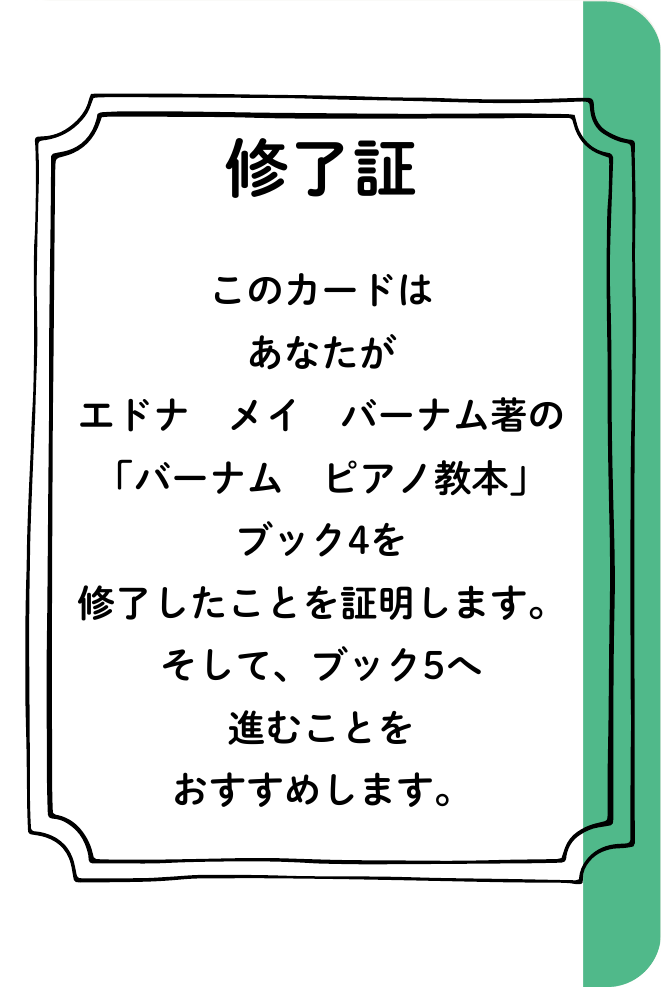 修了証
このカードは
あなたが
エドナ　メイ　バーナム著の
「バーナム　ピアノ教本」
ブック4を
修了したことを証明します。
そして、ブック5へ
進むことを
おすすめします。